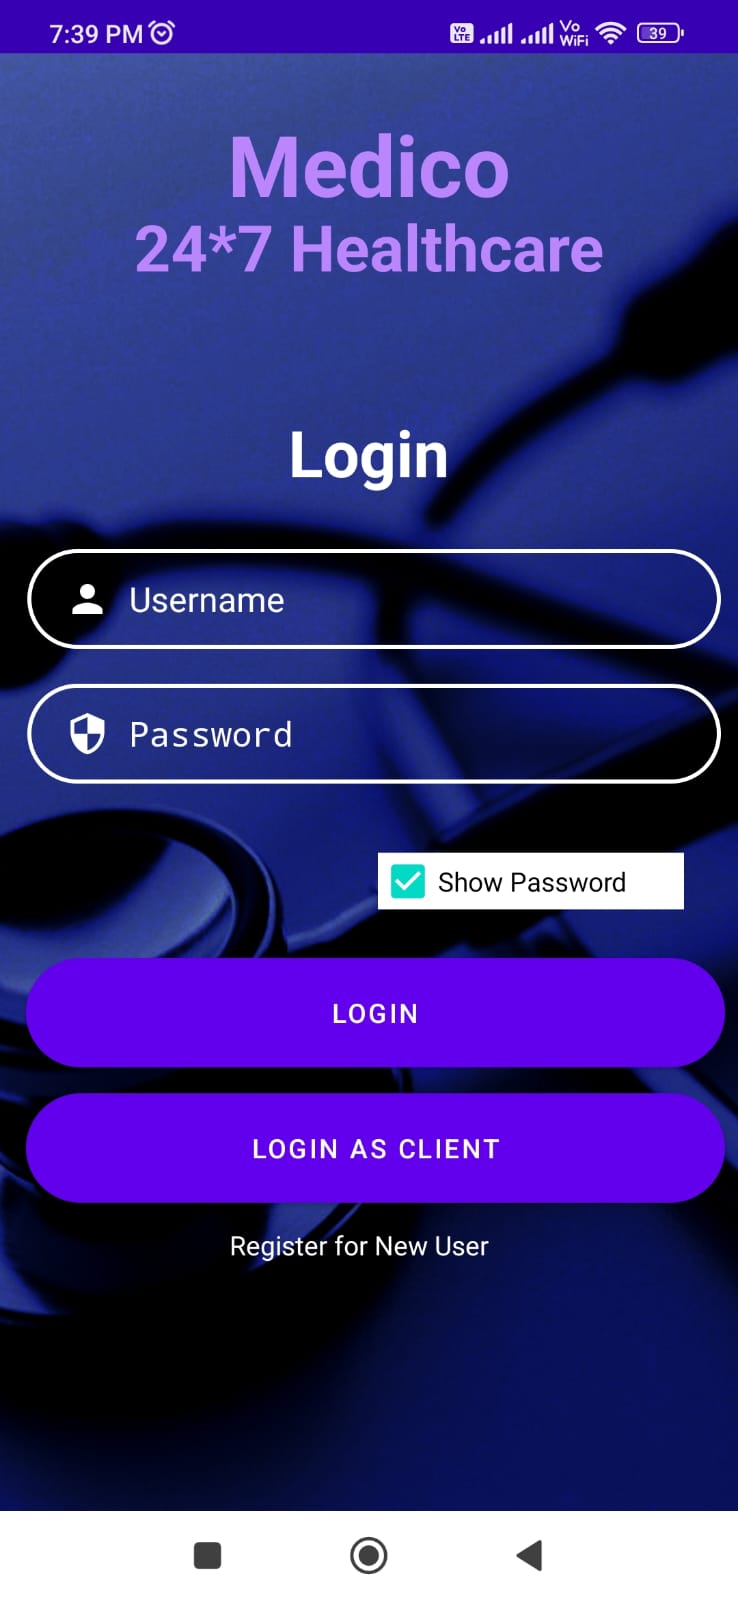 7:39 PM
Vo LTE
Vo WiFi
39
Medico
24*7 Healthcare
Login
Username
Password
Show Password
LOGIN
LOGIN AS CLIENT
Register for New User